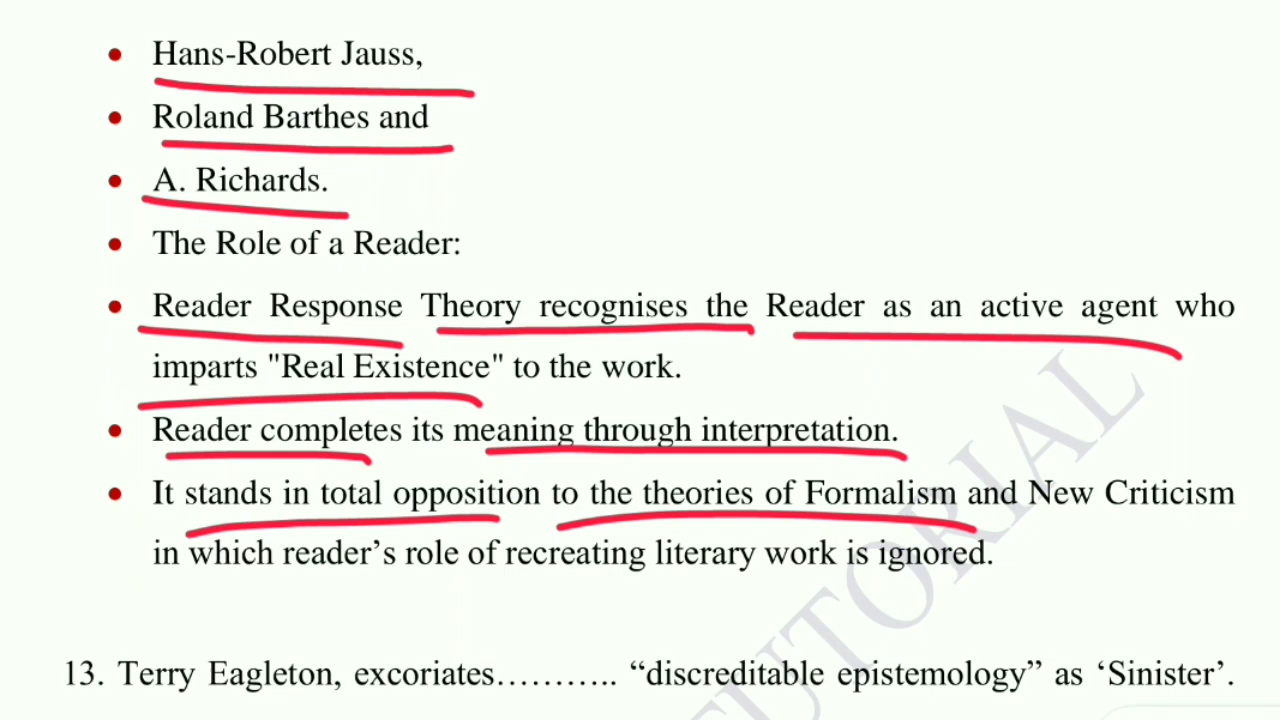 Hans-Robert Jauss,
Roland Barthes and
A. Richards.
The Role of a Reader:
Reader Response Theory recognises the Reader as an active agent who
imparts "Real Existence" to the work.
Reader completes its meaning through interpretation.
It stands in total opposition to the theories of Formalism and New Criticism
in which reader’s role of recreating literary work is ignored.
13. Terry Eagleton, excoriates……….. “discreditable epistemology” as ‘Sinister’.
TUTORIAL